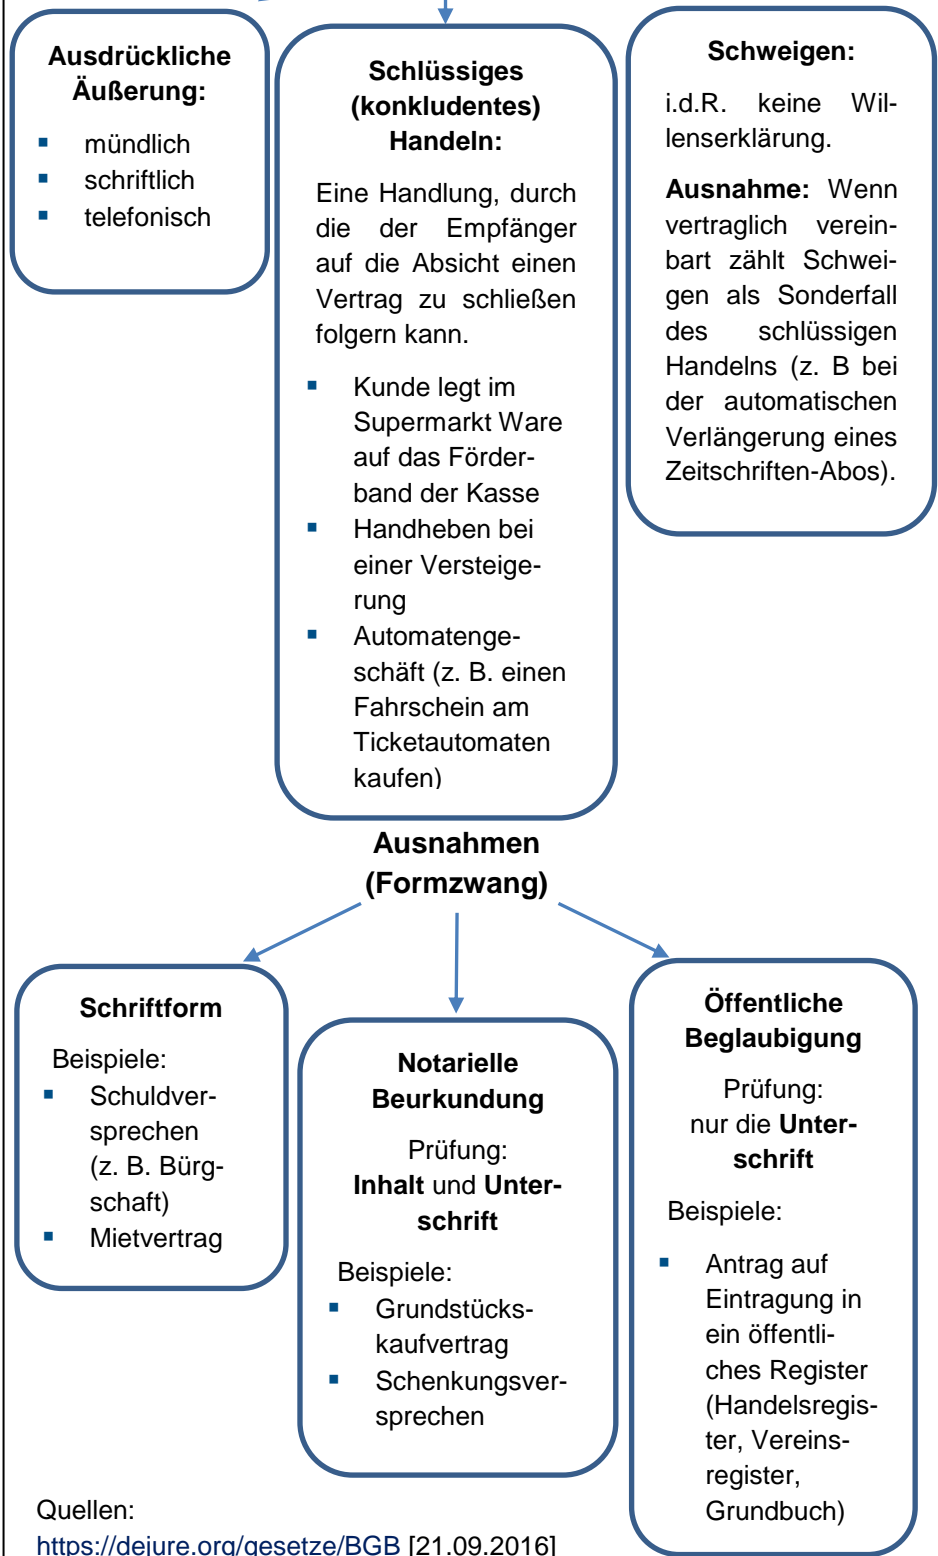 Ausdrückliche
Äußerung:
mündlich
schriftlich
telefonisch
Schlüssiges
(konkludentes)
Handeln:
Eine Handlung, durch
die der Empfänger
auf die Absicht einen
Vertrag zu schließen
folgern kann.
Kunde legt im
Supermarkt Ware
auf das Förder-
band der Kasse
Handheben bei
einer Versteige-
rung
Automatenge-
schäft (z. B. einen
Fahrschein am
Ticketautomaten
kaufen)
Schweigen:
i.d.R. keine Wil-
lenserklärung.
Ausnahme: Wenn
vertraglich verein-
bart zählt Schwei-
gen als Sonderfall
des schlüssigen
Handelns (z. B bei
der automatischen
Verlängerung eines
Zeitschriften-Abos).
Ausnahmen
(Formzwang)
Schriftform
Beispiele:
Schuldver-
sprechen
(z. B. Bürg-
schaft)
Mietvertrag
Notarielle
Beurkundung
Prüfung:
Inhalt und Unter-
schrift
Beispiele:
Grundstücks-
kaufvertrag
Schenkungsver-
sprechen
Öffentliche
Beglaubigung
Prüfung:
nur die Unter-
schrift
Beispiele:
Antrag auf
Eintragung in
ein öffentli-
ches Register
(Handelsregis-
ter, Vereins-
register,
Grundbuch)
Quellen:
https://dejure.org/gesetze/BGB [21.09.2016]